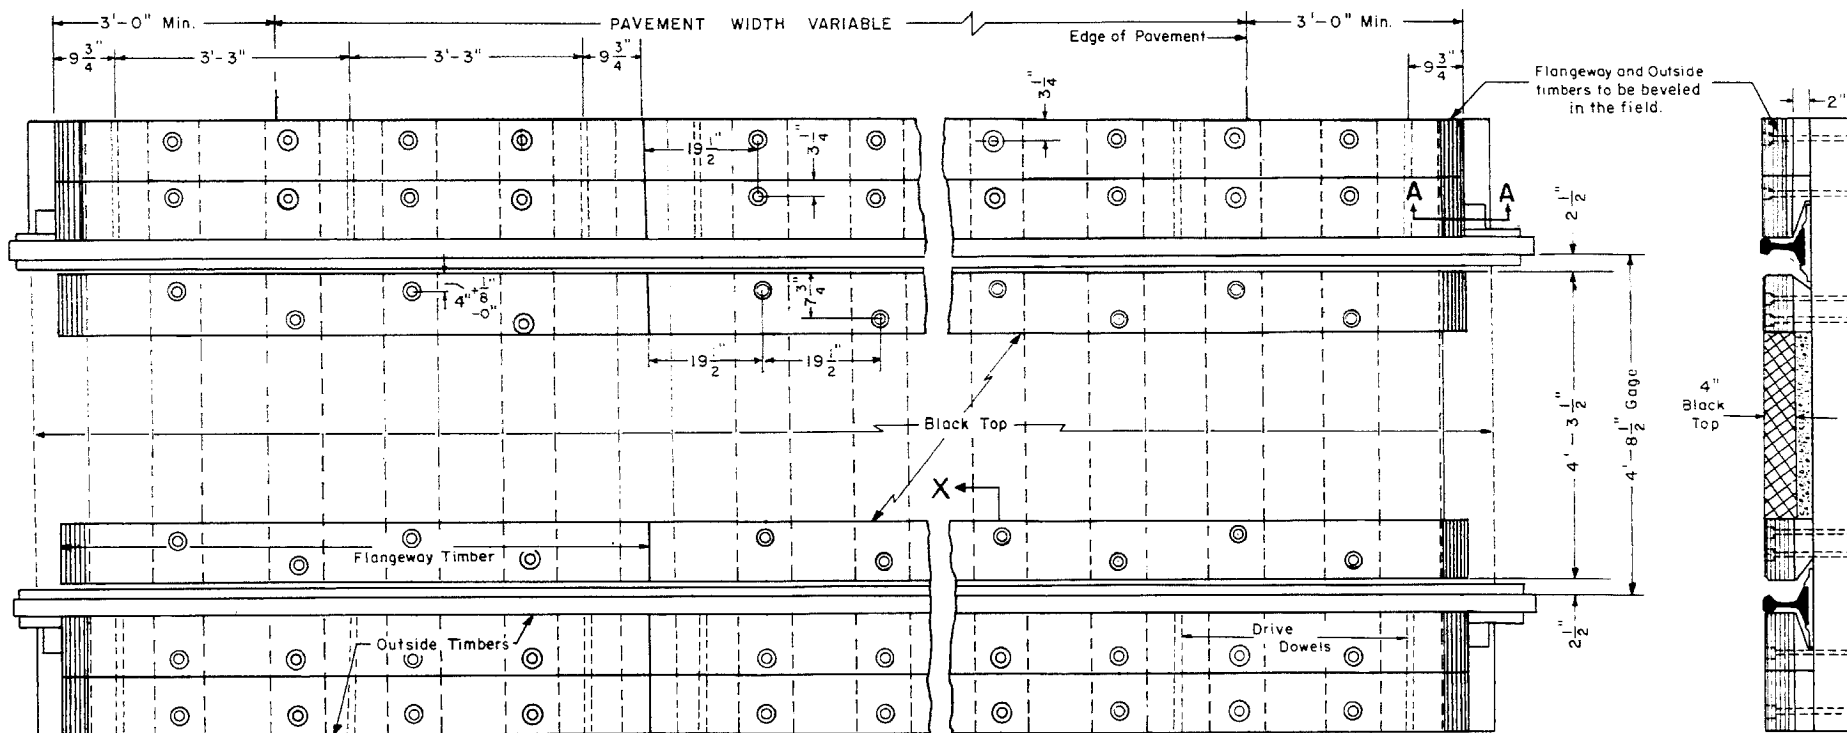 3'-0" Min.
PAVEMENT WIDTH VARIABLE
3'-0" Min.
Edge of Pavement
9 3/4"
3'-3"
3'-3"
9 3/4"
9 3/4"
3 1/4"
Flangeway and Outside
timbers to be beveled
in the field.
2"
19 1/2"
3 1/4"
A A
2 1/2"
4" +1/8"
-0"
7 3/4"
19 1/2"
19 1/2"
Black Top
4'-3 1/2"
4'-8 1/2" Gage
4"
Black
Top
X
Flangeway Timber
Outside Timbers
Drive
Dowels
2 1/2"